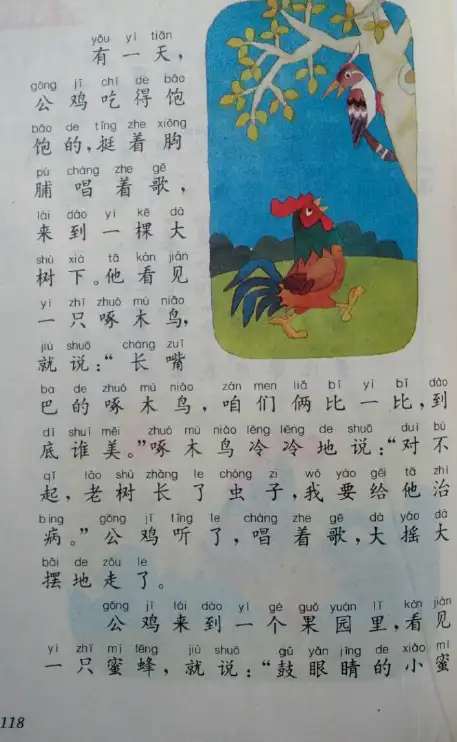 yǒu yì tiān
有一天，
gōng jī chī de bǎo
公鸡吃得饱
bǎo de tǐng zhe xiōng
饱的，挺着胸
pú chàng zhe gē
脯唱着歌，
lái dào yì kē dà
来到一棵大
shù xià tā kàn jiàn
树下。他看见
yì zhī zhuó mù niǎo
一只啄木鸟，
jiù shuō cháng zuǐ
就说：“长嘴
ba de zhuó mù niǎo zán men liǎ bǐ yì bǐ dào
巴的啄木鸟，咱们俩比一比，到
dǐ shuí měi zhuó mù niǎo lěng lěng de shuō duì bù
底谁美。”啄木鸟冷冷地说：“对不
qǐ lǎo shù zhǎng le chóng zi wǒ yào gěi tā zhì
起，老树长了虫子，我要给他治
bìng gōng jī tīng le chàng zhe gē dà yáo dà
病。”公鸡听了，唱着歌，大摇大
bǎi de zǒu le
摆地走了。
gōng jī lái dào yí gè guǒ yuán lǐ kàn jiàn
公鸡来到一个果园里，看见
yì zhī mì fēng jiù shuō gǔ yǎn jīng de xiǎo mì
一只蜜蜂，就说：“鼓眼睛的小蜜
118